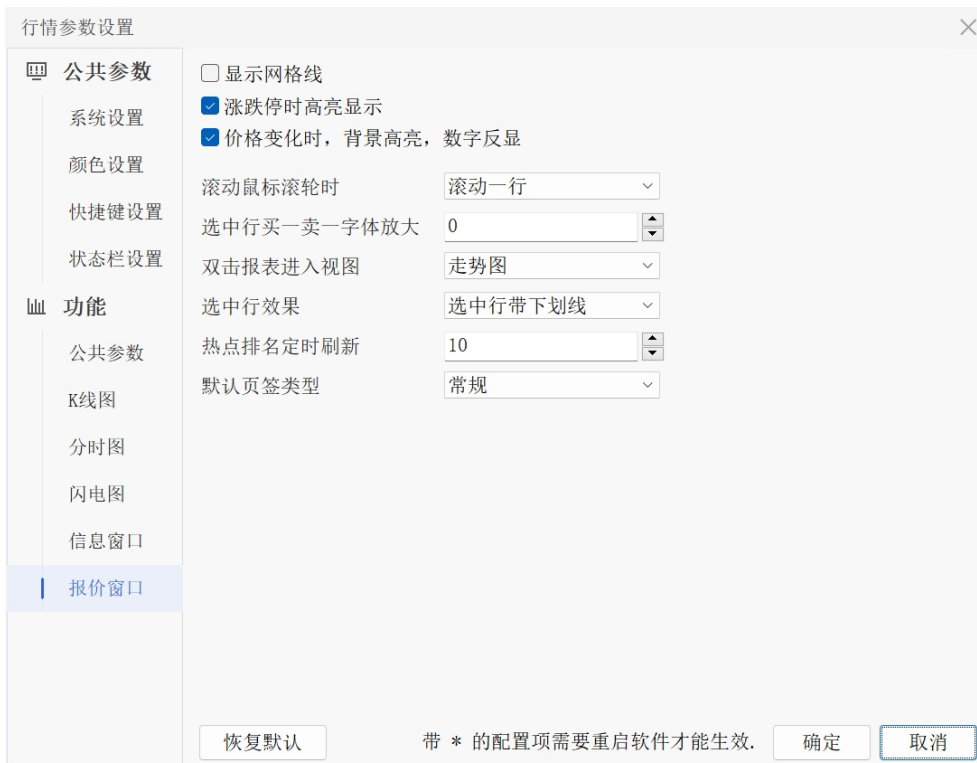 行情参数设置
公共参数
系统设置
颜色设置
快捷键设置
状态栏设置
功能
公共参数
K线图
分时图
闪电图
信息窗口
报价窗口
显示网格线
涨跌停时高亮显示
价格变化时，背景高亮，数字反显
滚动鼠标滚轮时 滚动一行
选中行买一卖一字体放大 0
双击报表进入视图 走势图
选中行效果 选中行带下划线
热点排名定时刷新 10
默认页签类型 常规
恢复默认 带 * 的配置项需要重启软件才能生效. 确定 取消